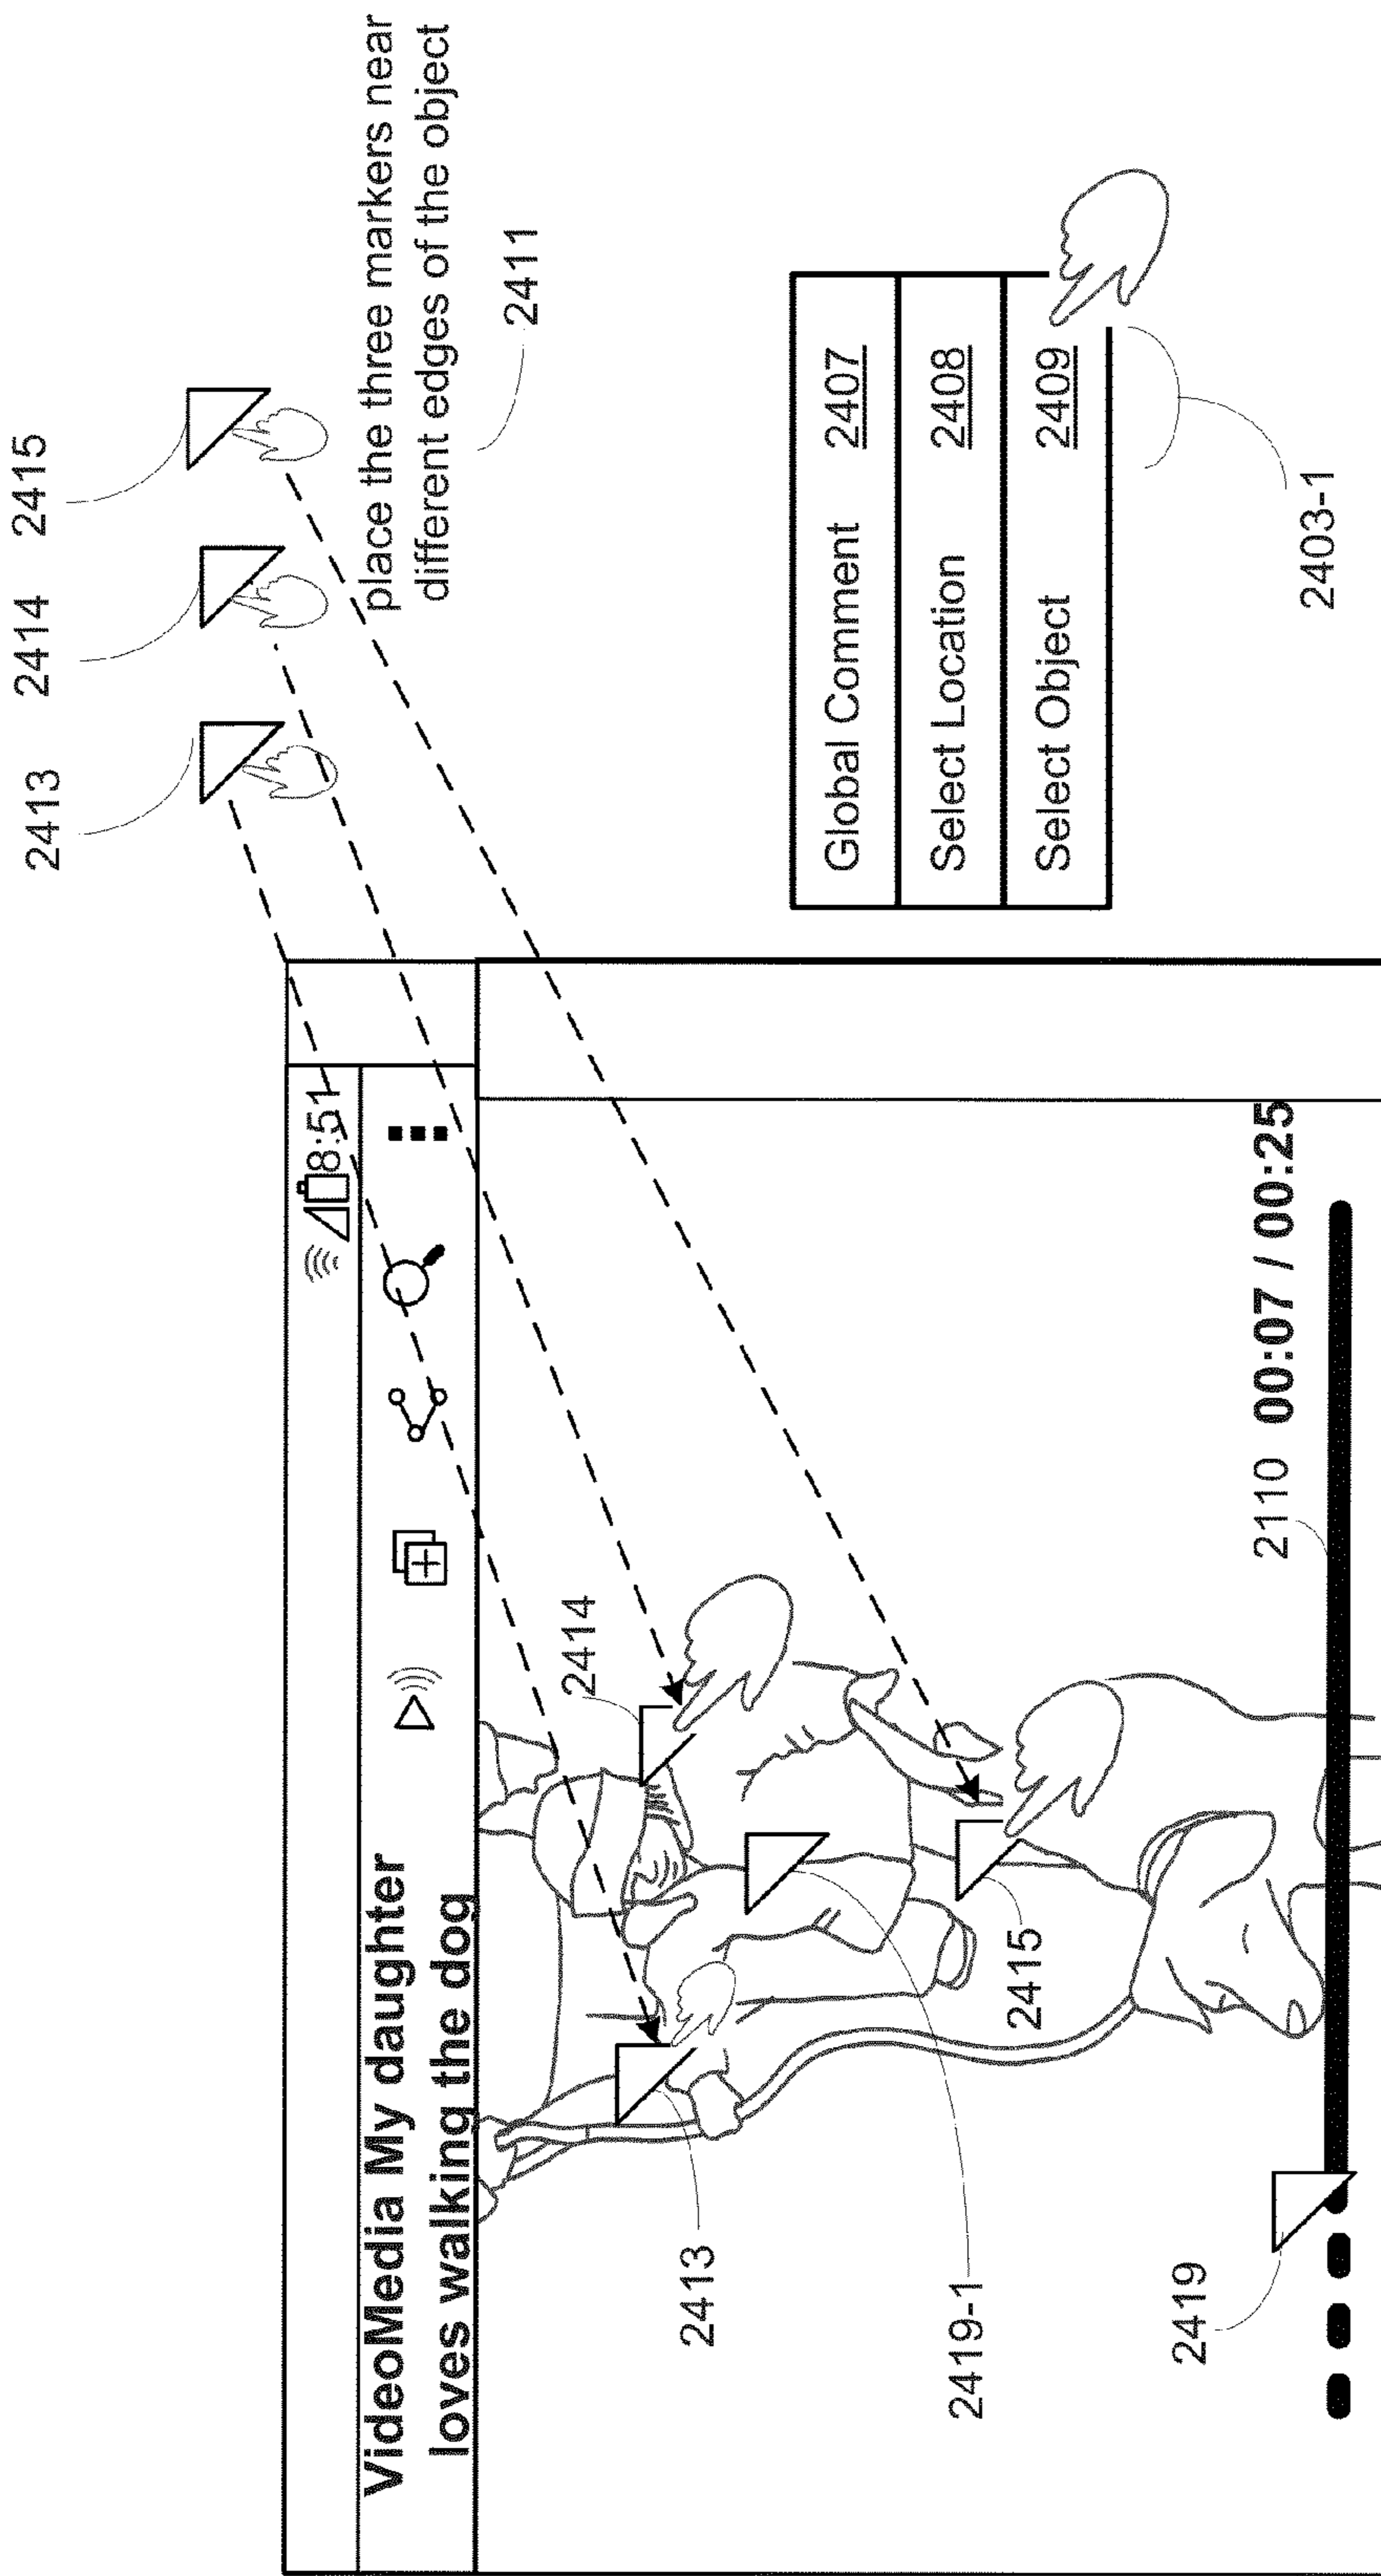 2413
2414
2415
place the three markers near
different edges of the object
2411
8:51
VideoMedia My daughter
loves walking the dog
2414
2413
2419-1
2415
Global Comment 2407
Select Location 2408
Select Object 2409
2403-1
2419
2110 00:07 / 00:25